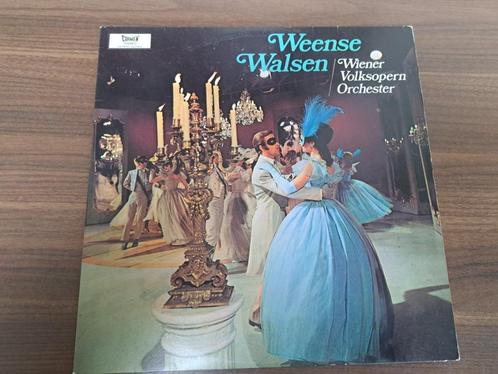 Weense
Walsen
Wiener
Volksopern
Orchester